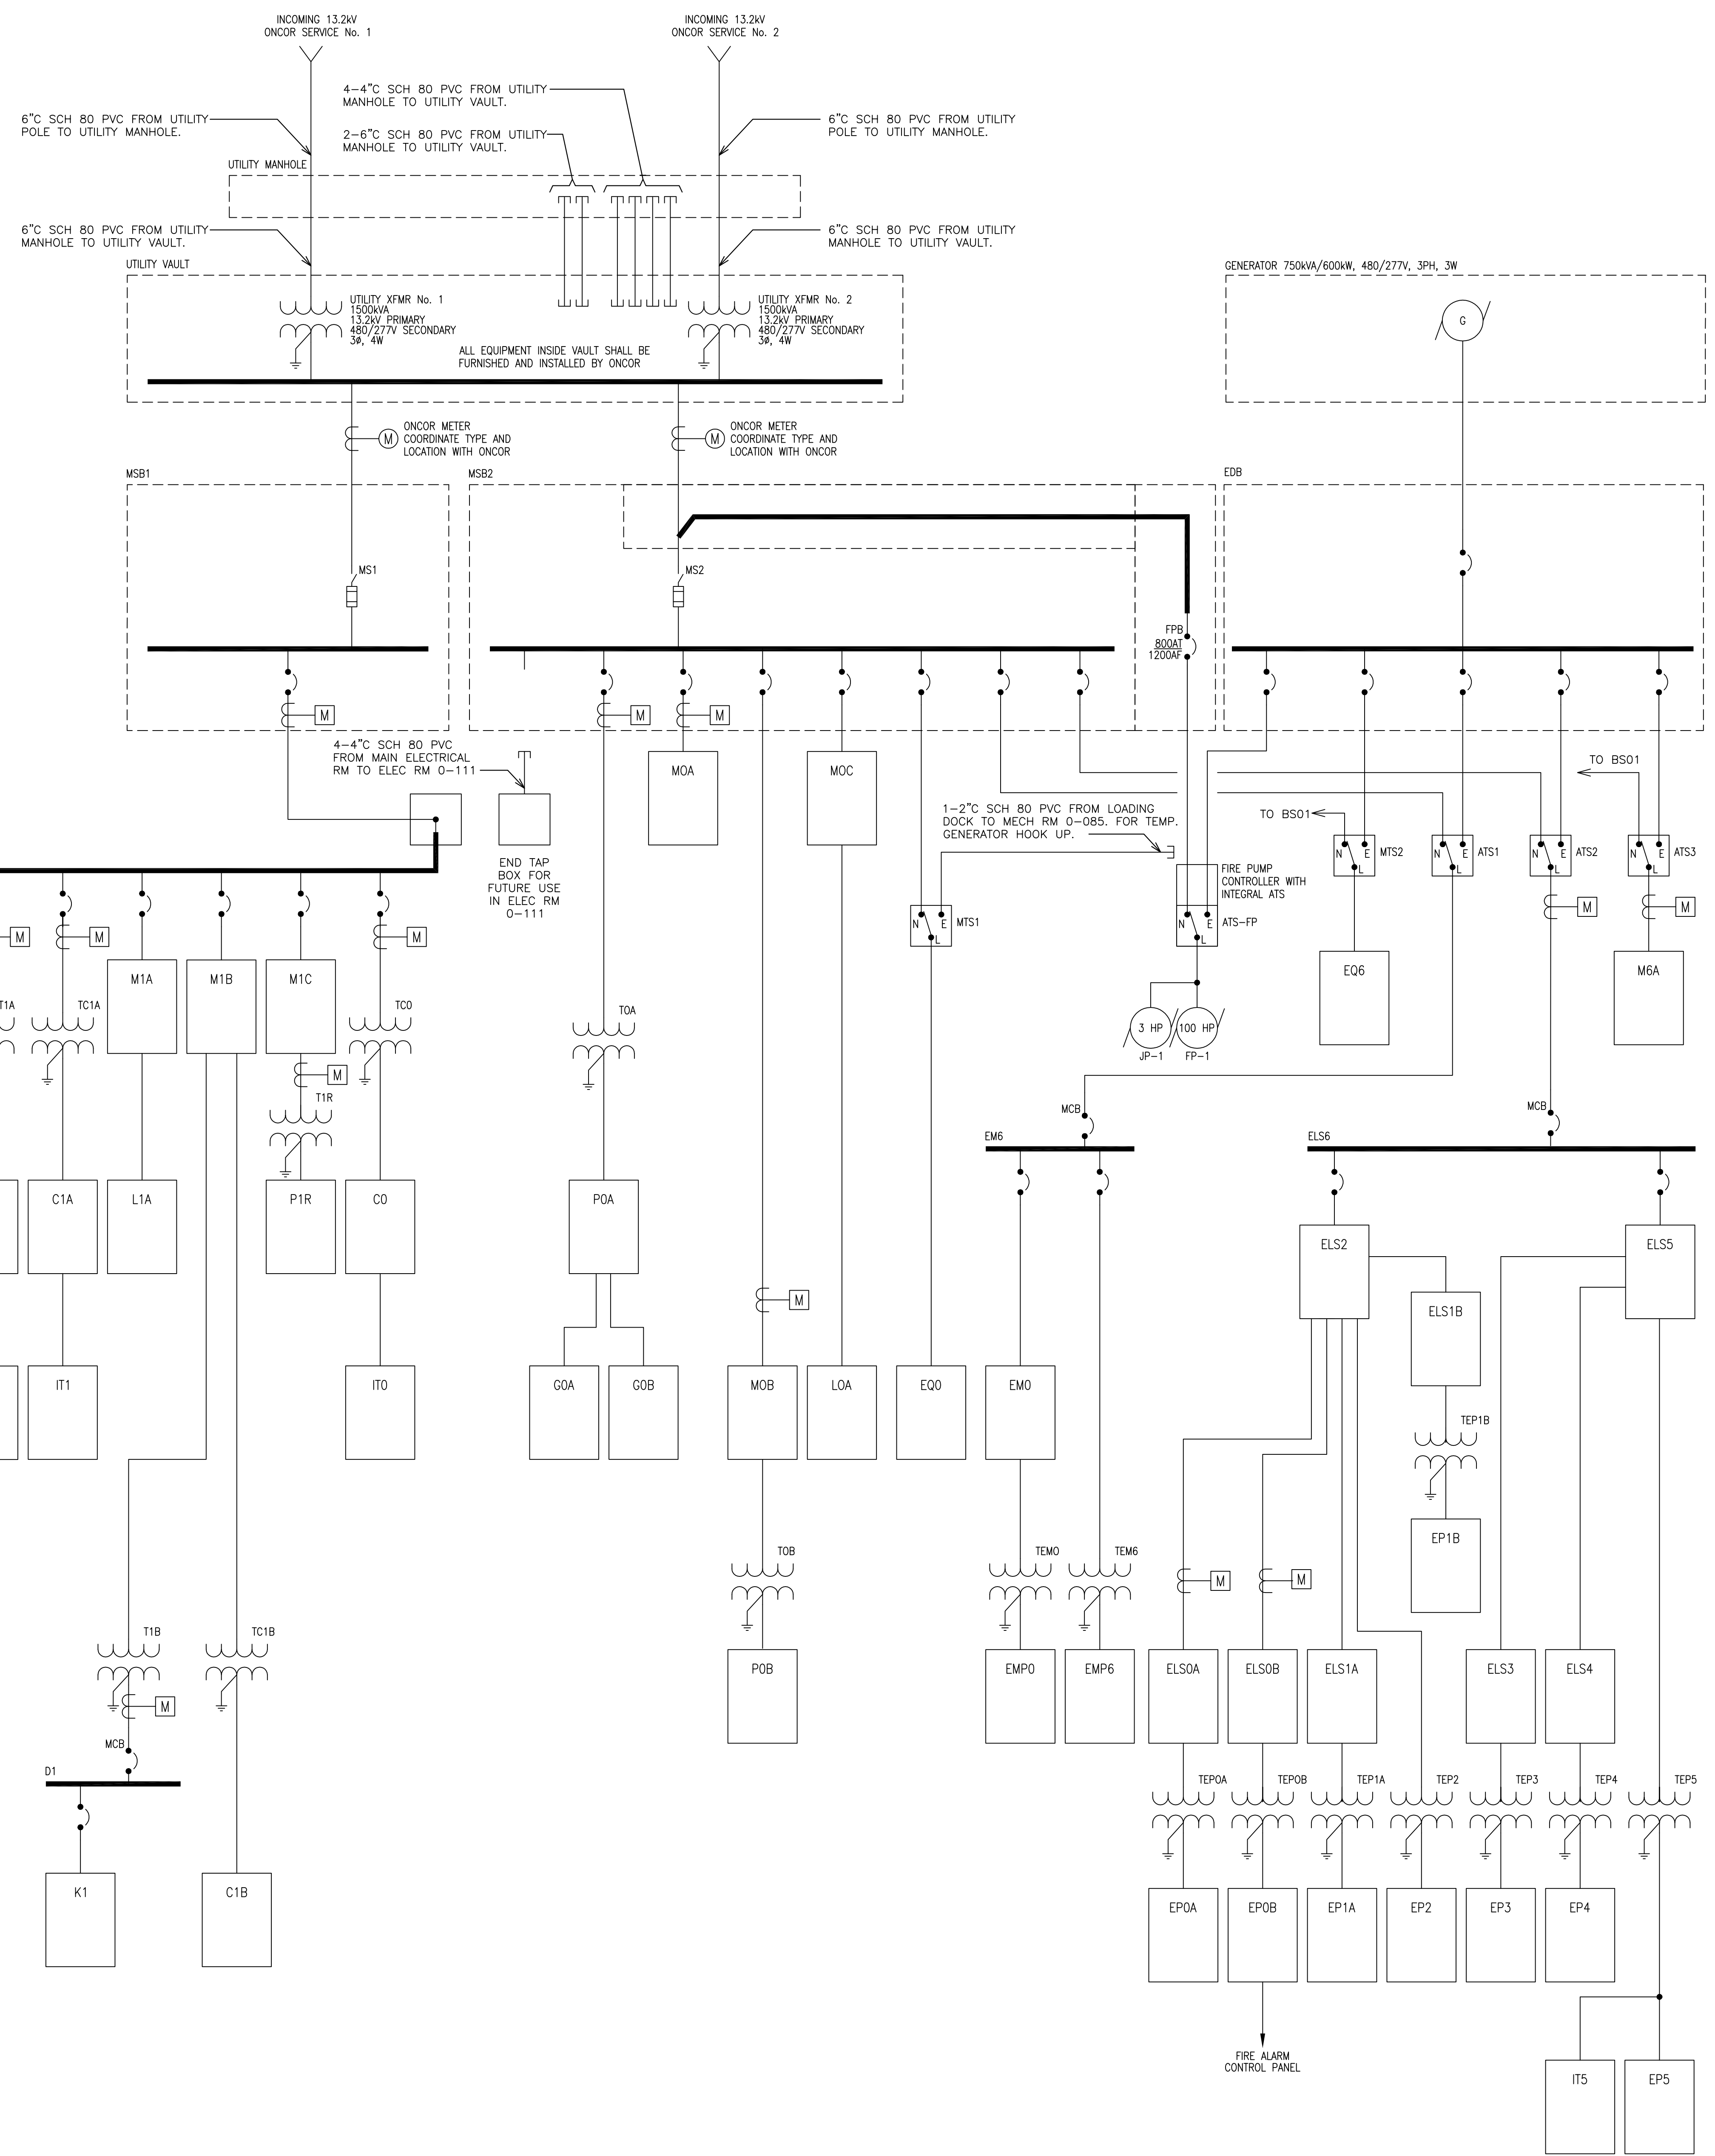 INCOMING 13.2kV
ONCOR SERVICE No. 1
INCOMING 13.2kV
ONCOR SERVICE No. 2
4-4"C SCH 80 PVC FROM UTILITY
MANHOLE TO UTILITY VAULT.
6"C SCH 80 PVC FROM UTILITY
POLE TO UTILITY MANHOLE.
2-6"C SCH 80 PVC FROM UTILITY
MANHOLE TO UTILITY VAULT.
6"C SCH 80 PVC FROM UTILITY
POLE TO UTILITY MANHOLE.
UTILITY MANHOLE
6"C SCH 80 PVC FROM UTILITY
MANHOLE TO UTILITY VAULT.
6"C SCH 80 PVC FROM UTILITY
MANHOLE TO UTILITY VAULT.
UTILITY VAULT
GENERATOR 750kVA/600kW, 480/277V, 3PH, 3W
UTILITY XFMR No. 1
1500kVA
13.2kV PRIMARY
480/277V SECONDARY
3ø, 4W
UTILITY XFMR No. 2
1500kVA
13.2kV PRIMARY
480/277V SECONDARY
3ø, 4W
G
ALL EQUIPMENT INSIDE VAULT SHALL BE
FURNISHED AND INSTALLED BY ONCOR
M
ONCOR METER
COORDINATE TYPE AND
LOCATION WITH ONCOR
M
ONCOR METER
COORDINATE TYPE AND
LOCATION WITH ONCOR
MSB1
MSB2
EDB
MS1
MS2
FPB
800AT
1200AF
M
M
M
4-4"C SCH 80 PVC
FROM MAIN ELECTRICAL
RM TO ELEC RM 0-111
M0A
M0C
TO BS01
1-2"C SCH 80 PVC FROM LOADING
DOCK TO MECH RM 0-085. FOR TEMP.
GENERATOR HOOK UP.
TO BS01
N E MTS2
L
N E ATS1
L
N E ATS2
L
N E ATS3
L
END TAP
BOX FOR
FUTURE USE
IN ELEC RM
0-111
FIRE PUMP
CONTROLLER WITH
INTEGRAL ATS
M
M
N E MTS1
L
N E ATS-FP
L
M
M
M
M1A
M1B
M1C
EQ6
M6A
T1A
TC1A
TC0
T0A
3 HP
100 HP
JP-1
FP-1
M
T1R
MCB
MCB
EM6
ELS6
C1A
L1A
P1R
C0
P0A
ELS2
ELS5
M
ELS1B
IT1
IT0
G0A
G0B
M0B
L0A
EQ0
EM0
TEP1B
EP1B
T0B
TEM0
TEM6
M
M
T1B
TC1B
P0B
EMP0
EMP6
ELS0A
ELS0B
ELS1A
ELS3
ELS4
M
MCB
D1
TEP0A
TEP0B
TEP1A
TEP2
TEP3
TEP4
TEP5
K1
C1B
EP0A
EP0B
EP1A
EP2
EP3
EP4
FIRE ALARM
CONTROL PANEL
IT5
EP5